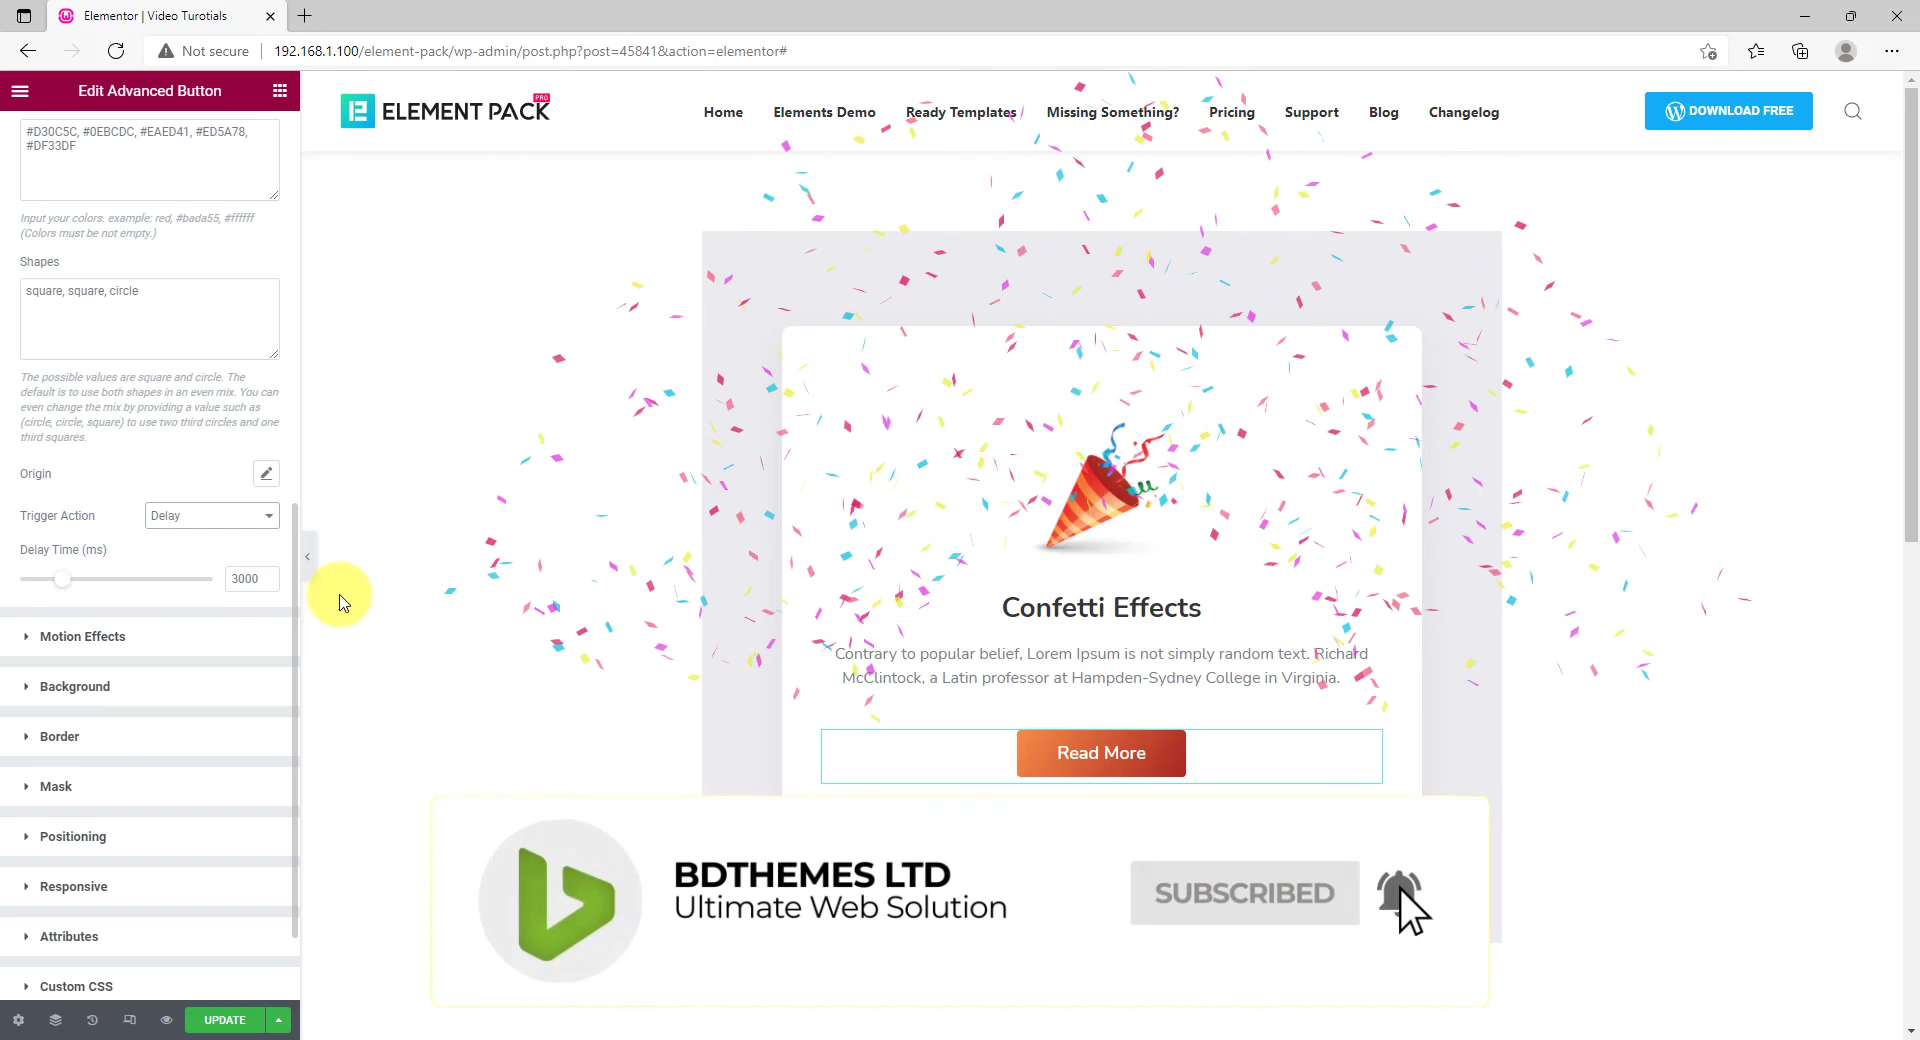 Elementor | Video Turotials
Not secure
192.168.1.100/element-pack/wp-admin/post.php?post=45841&action=elementor#
Edit Advanced Button
#D30C5C, #0EBCDC, #EAED41, #ED5A78,
#DF33DF
Input your colors. example: red, #bada55, #ffffff
(Colors must be not empty.)
Shapes
square, square, circle
The possible values are square and circle. The
default is to use both shapes in an even mix. You can
even change the mix by providing a value such as
(circle, circle, square) to use two third circles and one
third squares.
Origin
Trigger Action
Delay
Delay Time (ms)
3000
Motion Effects
Background
Border
Mask
Positioning
Responsive
Attributes
Custom CSS
UPDATE
ELEMENT PACK
PRO
Home
Elements Demo
Ready Templates
Missing Something?
Pricing
Support
Blog
Changelog
DOWNLOAD FREE
Confetti Effects
Contrary to popular belief, Lorem Ipsum is not simply random text. Richard
McClintock, a Latin professor at Hampden-Sydney College in Virginia.
Read More
BDTHEMES LTD
Ultimate Web Solution
SUBSCRIBED